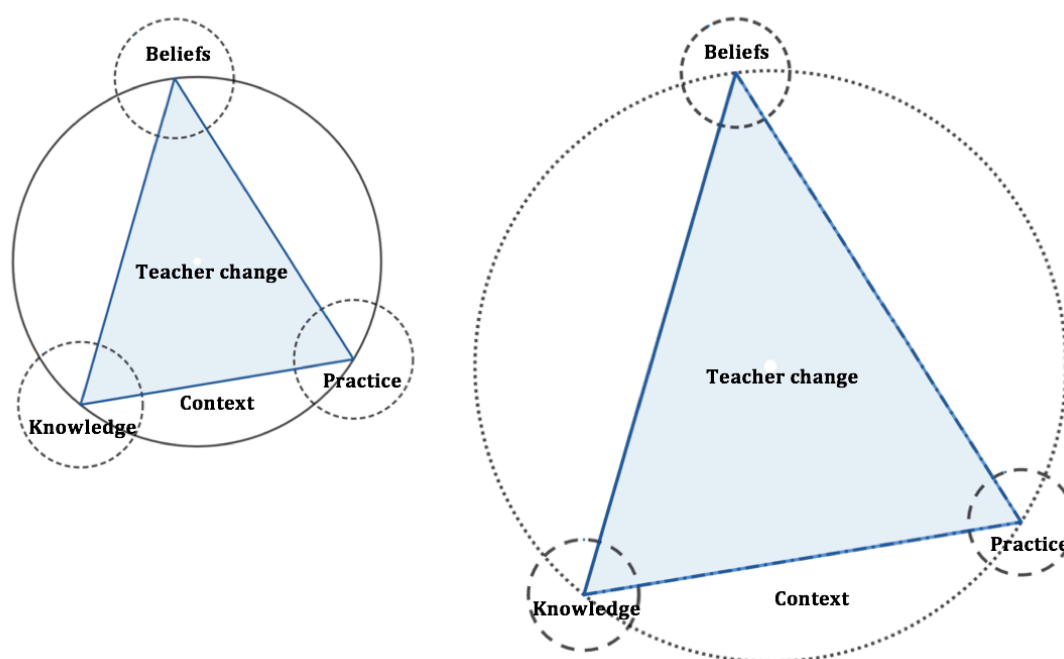 Beliefs
Teacher change
Practice
Context
Knowledge
Beliefs
Teacher change
Practice
Context
Knowledge